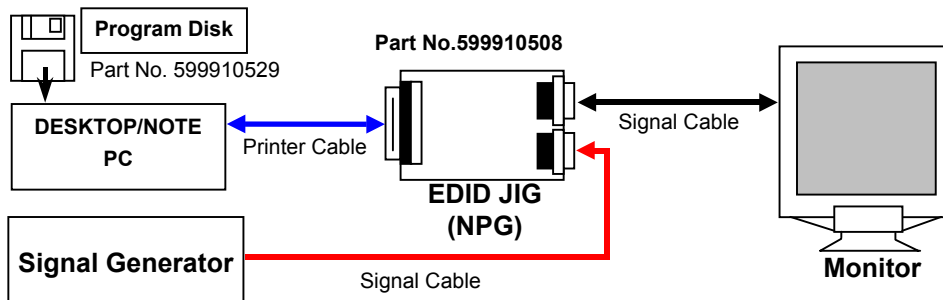 Program Disk
Part No. 599910529
Part No.599910508
DESKTOP/NOTE
PC
Printer Cable
Signal Cable
EDID JIG
(NPG)
Signal Generator
Signal Cable
Monitor